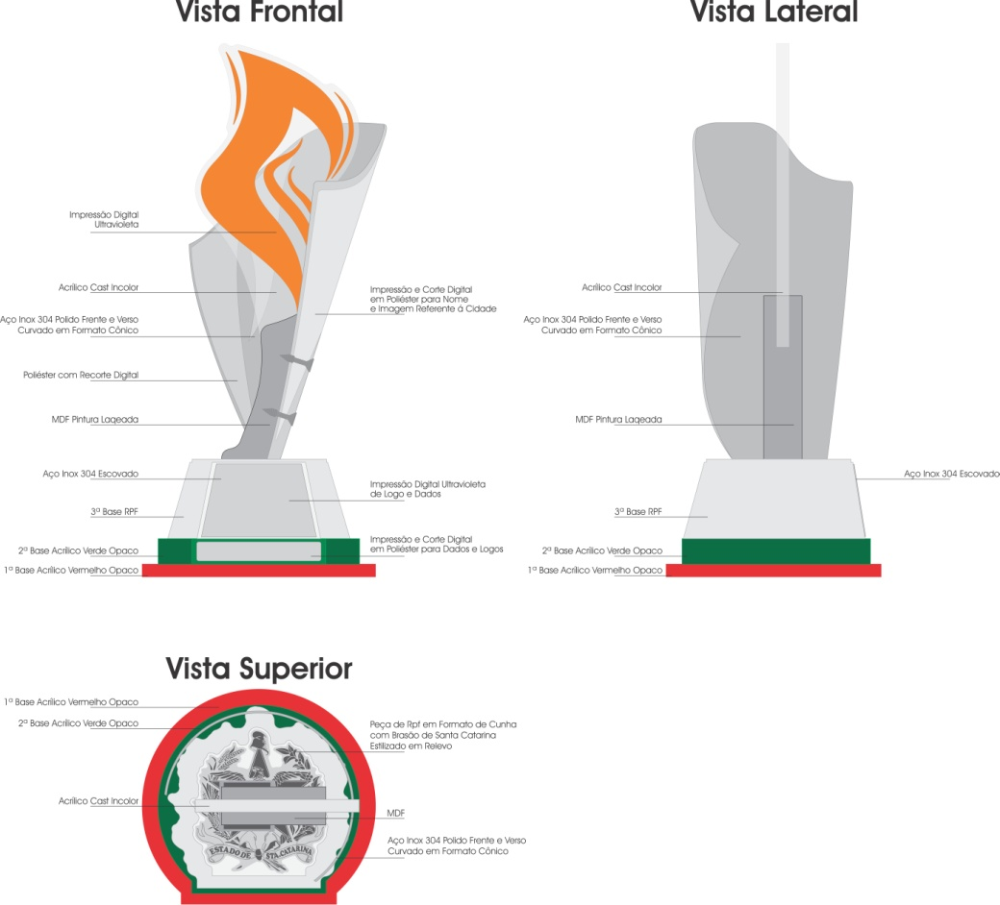 Vista Frontal
Impressão Digital
Ultravioleta
Acrílico Cast Incolor
Aço Inox 304 Polido Frente e Verso
Curvado em Formato Cônico
Poliéster com Recorte Digital
MDF Pintura Laqeada
Aço Inox 304 Escovado
3ª Base RPF
2ª Base Acrílico Verde Opaco
1ª Base Acrílico Vermelho Opaco
Impressão e Corte Digital
em Poliéster para Nome
e Imagem Referente á Cidade
Impressão Digital Ultravioleta
de Logo e Dados
Impressão e Corte Digital
em Poliéster para Dados e Logos
Vista Lateral
Acrílico Cast Incolor
Aço Inox 304 Polido Frente e Verso
Curvado em Formato Cônico
MDF Pintura Laqeada
3ª Base RPF
2ª Base Acrílico Verde Opaco
1ª Base Acrílico Vermelho Opaco
Aço Inox 304 Escovado
Vista Superior
1ª Base Acrílico Vermelho Opaco
2ª Base Acrílico Verde Opaco
Acrílico Cast Incolor
Peça de Rpf em Formato de Cunha
com Brasão de Santa Catarina
Estilizado em Relevo
MDF
Aço Inox 304 Polido Frente e Verso
Curvado em Formato Cônico
ESTADO DE STA. CATARINA